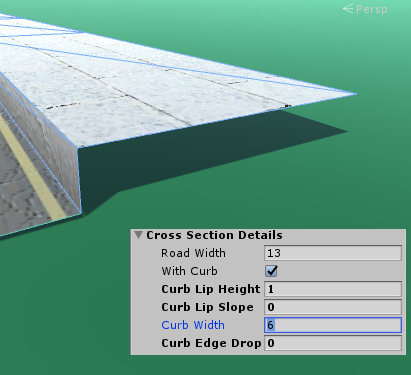 Persp
Cross Section Details
Road Width 13
With Curb
Curb Lip Height 1
Curb Lip Slope 0
Curb Width 6
Curb Edge Drop 0